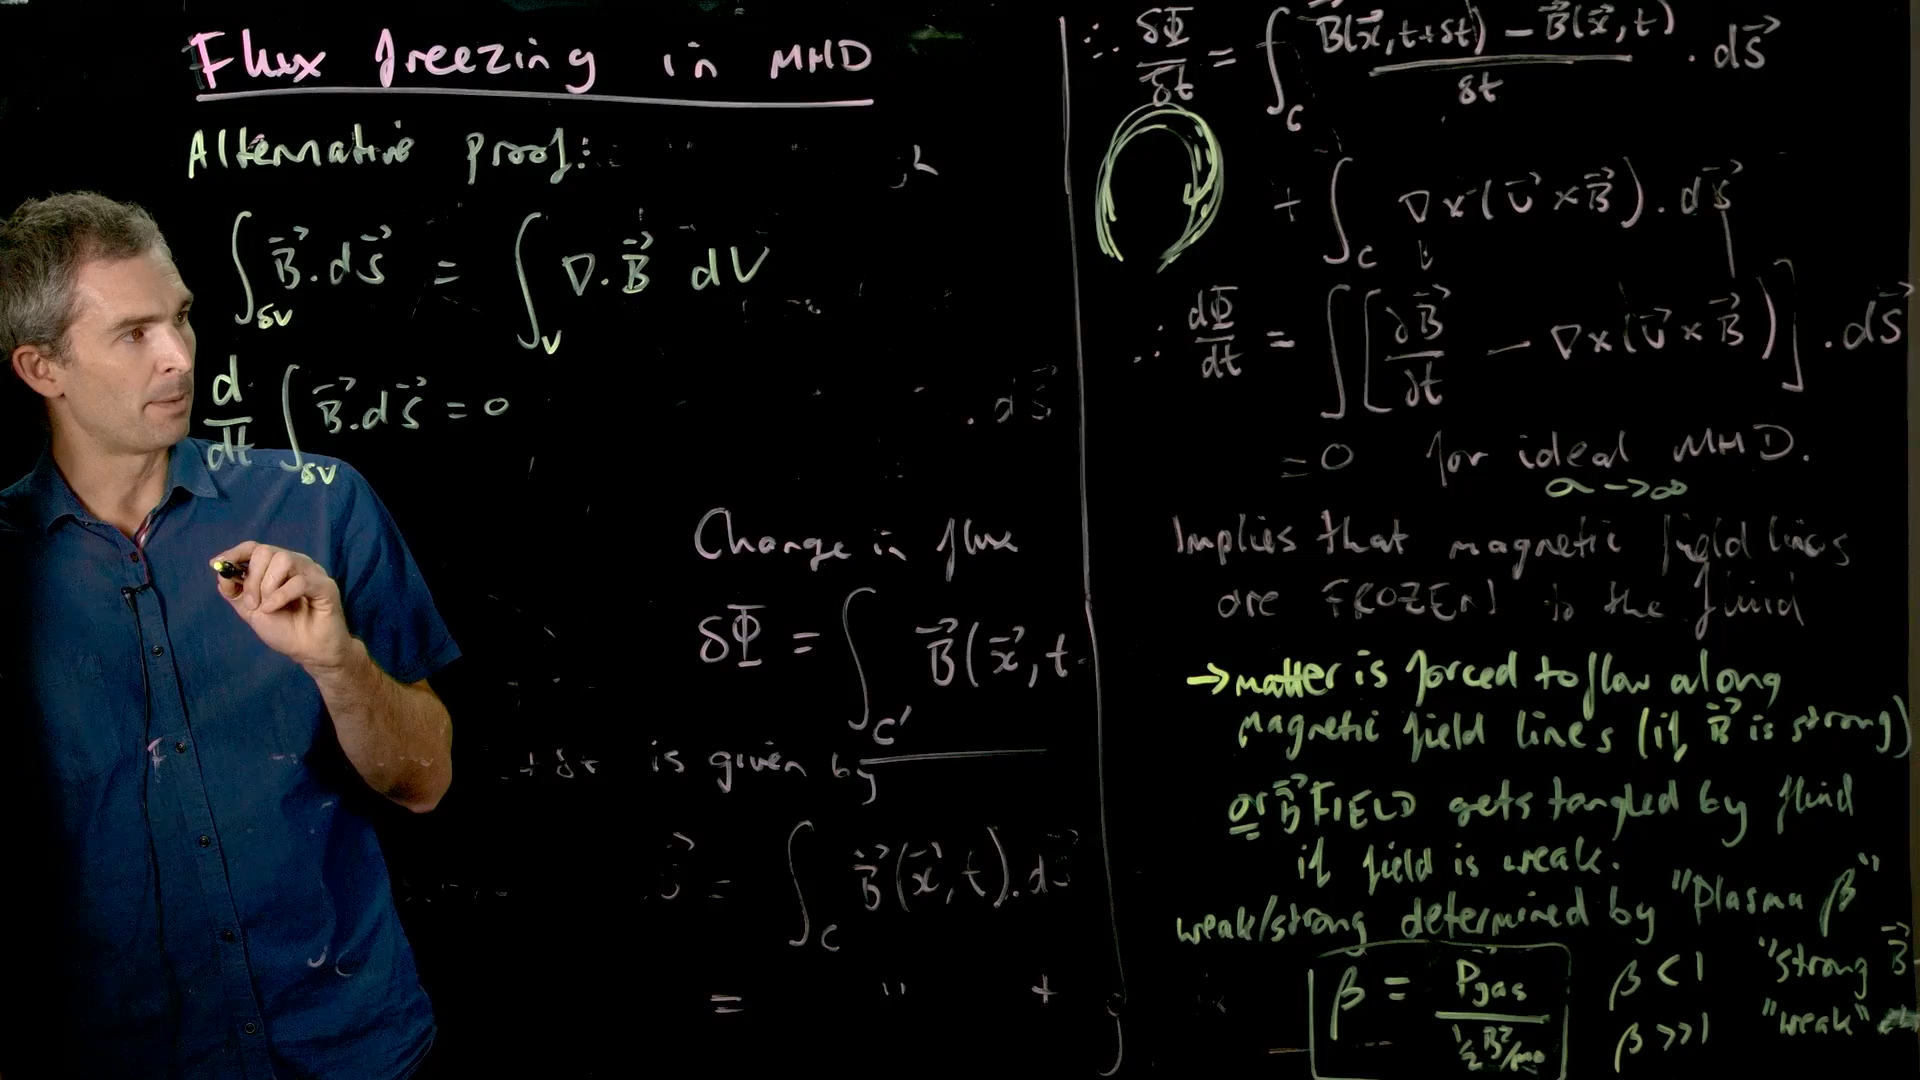 Flux freezing in MHD
Alternative proof:
∫_δV B⃗.dS⃗ = ∫_V ∇.B⃗ dV
d/dt ∫_δV B⃗.dS⃗ = 0
. dS⃗
Change in flux
δΦ = ∫_C' B⃗(x⃗, t
+ δt is given by
= ∫_C B⃗(x⃗, t). dS⃗
= " +
∴ δΦ/δt = ∫_C (B⃗(x⃗, t+δt) – B⃗(x⃗, t))/δt . dS⃗
+ ∫_C ∇×(v⃗ × B⃗). dS⃗
∴ dΦ/dt = ∫[∂B⃗/∂t – ∇×(v⃗ × B⃗)] . dS⃗
= 0 for ideal MHD.
σ → ∞
Implies that magnetic field lines
are FROZEN to the fluid
→ matter is forced to flow along
magnetic field lines (if B⃗ is strong)
or B⃗ FIELD gets tangled by fluid
if field is weak.
weak/strong determined by "Plasma β"
β = Pgas / ½B²/μ₀
β < 1 "strong B⃗
β >> 1 "weak"